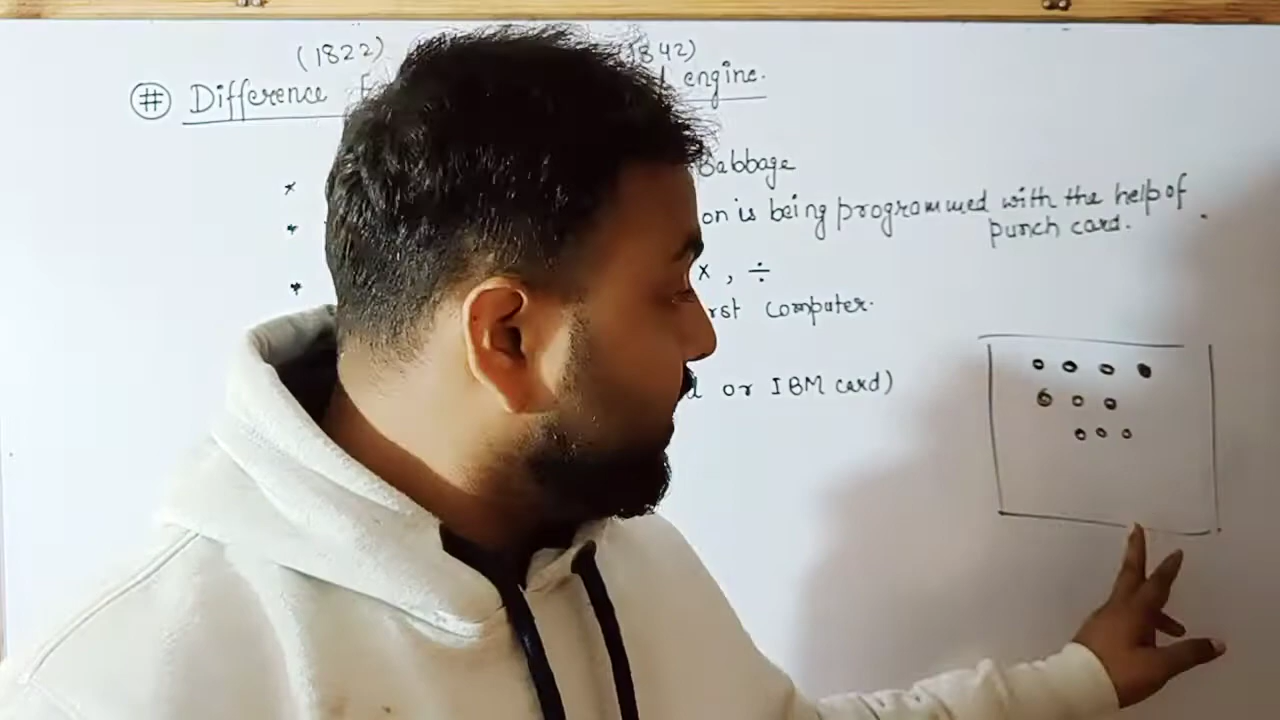 (1822) 1842)
# Difference engine.
Babbage
* on is being programmed with the help of
punch card.
* x, ÷
* rst computer.
or IBM card)